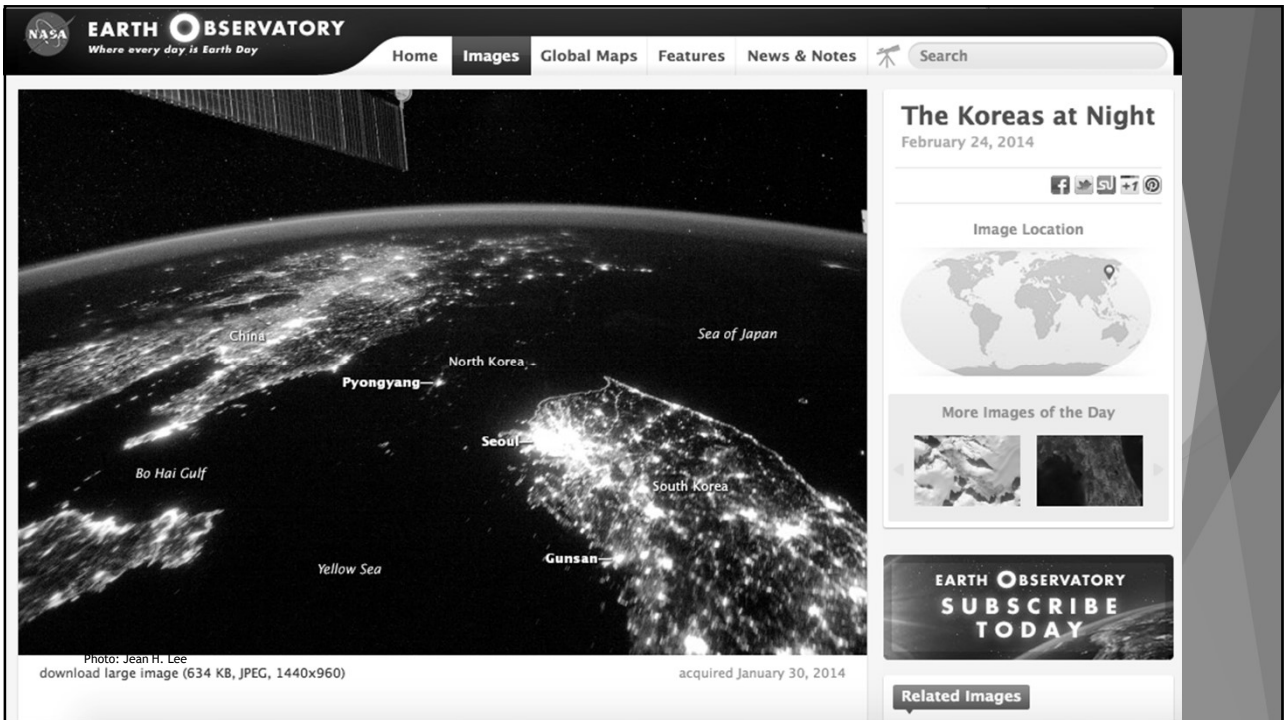 NASA
EARTH OBSERVATORY
Where every day is Earth Day
Home Images Global Maps Features News & Notes Search
China
Sea of Japan
North Korea
Pyongyang
Seoul
Bo Hai Gulf
South Korea
Gunsan
Yellow Sea
Photo: Jean H. Lee
download large image (634 KB, JPEG, 1440x960) acquired January 30, 2014
The Koreas at Night
February 24, 2014
+1
Image Location
More Images of the Day
EARTH OBSERVATORY
SUBSCRIBE
TODAY
Related Images